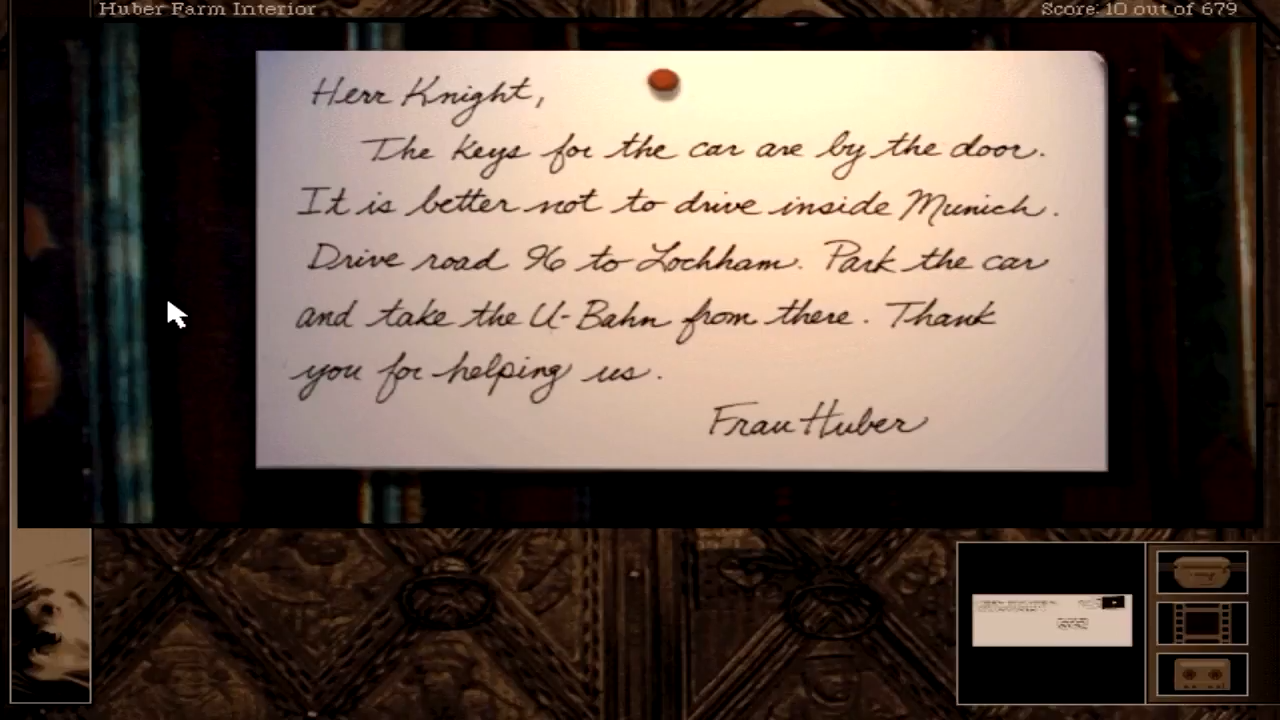 Huber Farm Interior
Score: 10 out of 679
Herr Knight,
The keys for the car are by the door.
It is better not to drive inside Munich.
Drive road 96 to Lochham. Park the car
and take the U-Bahn from there. Thank
you for helping us.
Frau Huber